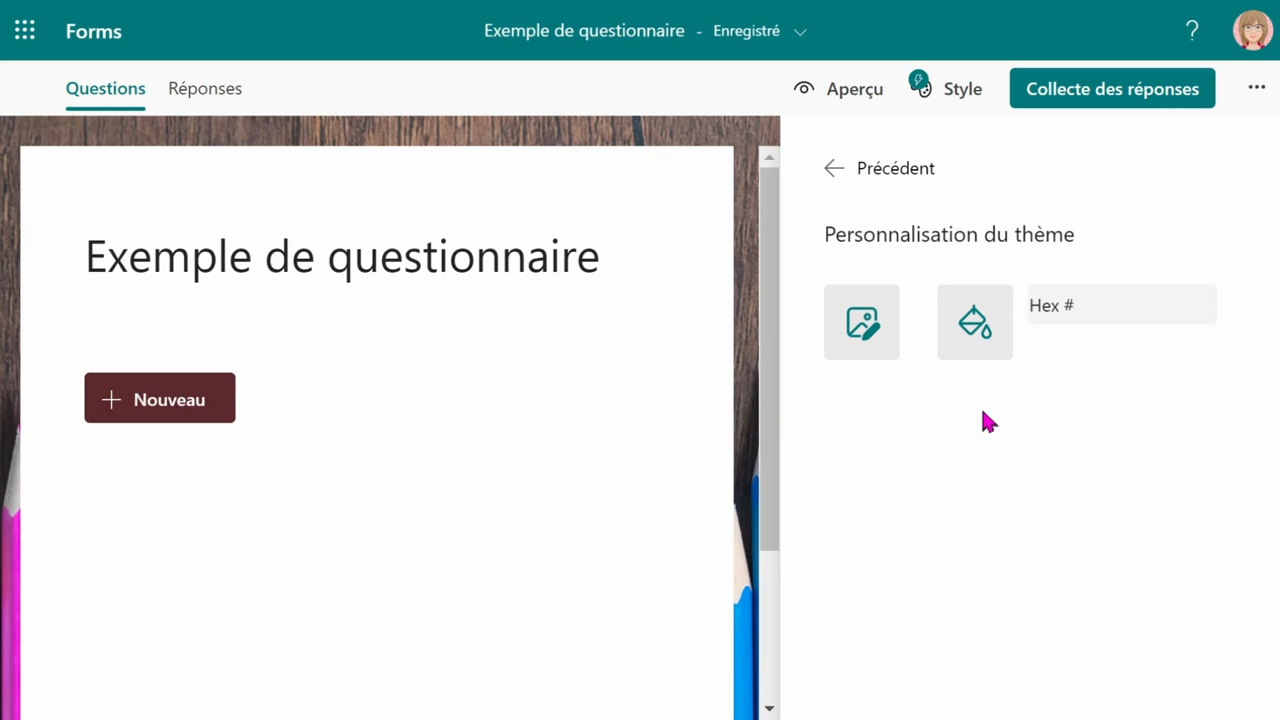 Forms
Exemple de questionnaire - Enregistré
?
Questions
Réponses
Aperçu
Style
Collecte des réponses
Précédent
Exemple de questionnaire
Nouveau
Personnalisation du thème
Hex #